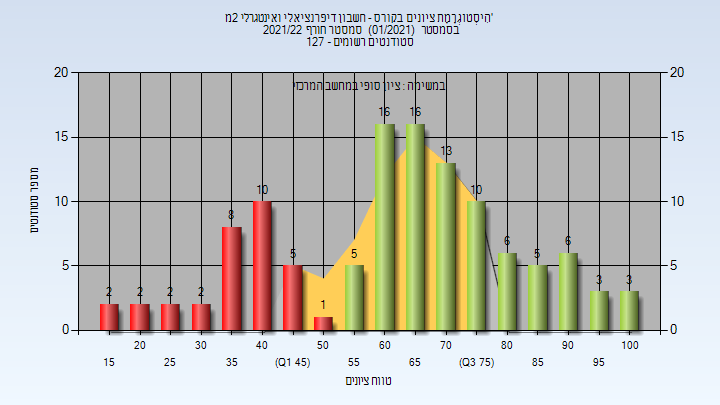 הִיסְטוגְרָמַת ציונים בקורס - חשבון דיפרנציאלי ואינטגרלי 2מ'
בסמסטר (01/2021) סמסטר חורף 2021/22
סטודנטים רשומים - 127
במשימה : ציון סופי במחשב המרכזי
מספר סטודנטים
20 20
15 15
10 10
5 5
0 0
2 2 2 2 8 10 5 1 5 16 16 13 10 6 5 6 3 3
20 30 40 50 60 70 80 90 100
15 25 35 (Q1 45) 55 65 (Q3 75) 85 95
טווח ציונים